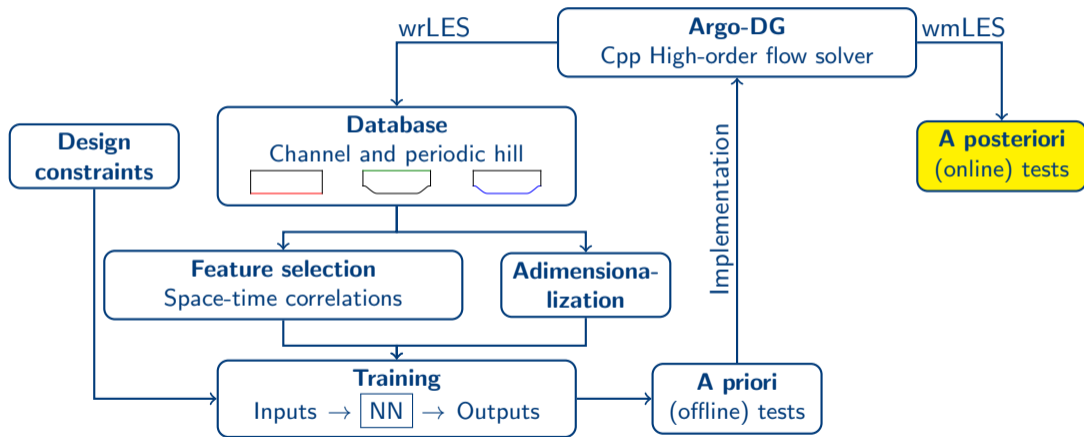 wrLES
Argo-DG
Cpp High-order flow solver
wmLES
Design
constraints
Database
Channel and periodic hill
A posteriori
(online) tests
Feature selection
Space-time correlations
Adimensiona-
lization
Implementation
Training
Inputs → NN → Outputs
A priori
(offline) tests